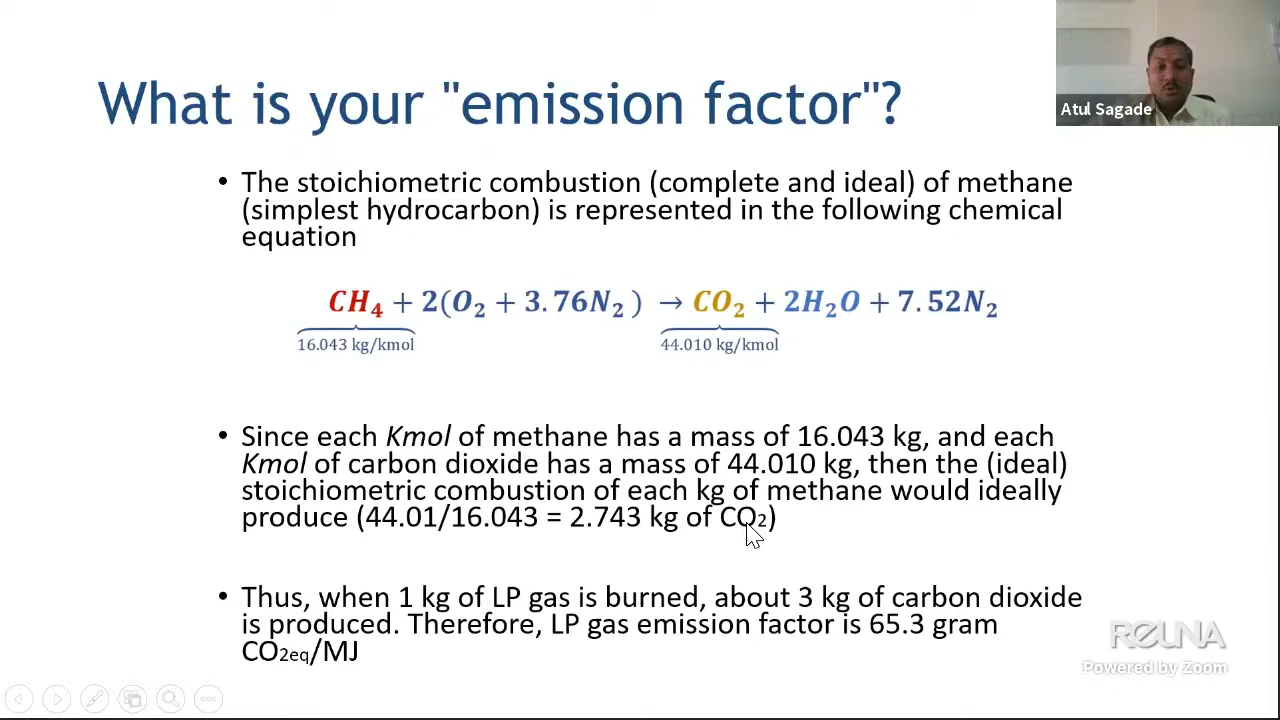 What is your "emission factor"?
Atul Sagade
• The stoichiometric combustion (complete and ideal) of methane
(simplest hydrocarbon) is represented in the following chemical
equation
CH₄ + 2(O₂ + 3.76N₂ ) → CO₂ + 2H₂O + 7.52N₂
16.043 kg/kmol 44.010 kg/kmol
• Since each Kmol of methane has a mass of 16.043 kg, and each
Kmol of carbon dioxide has a mass of 44.010 kg, then the (ideal)
stoichiometric combustion of each kg of methane would ideally
produce (44.01/16.043 = 2.743 kg of CO₂)
• Thus, when 1 kg of LP gas is burned, about 3 kg of carbon dioxide
is produced. Therefore, LP gas emission factor is 65.3 gram
CO2eq/MJ
REUNA
Powered by Zoom